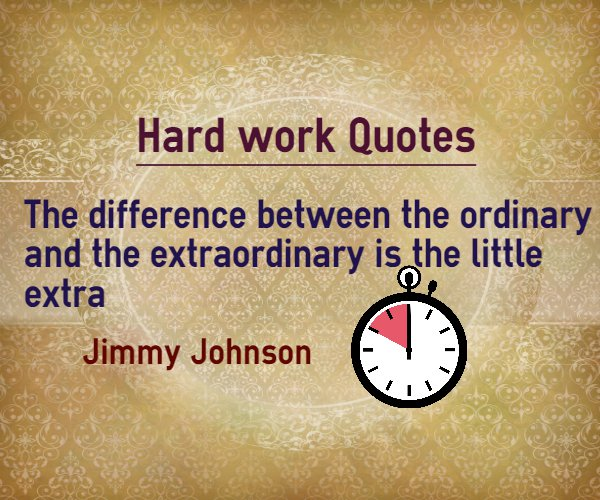 Hard work Quotes
The difference between the ordinary
and the extraordinary is the little
extra
Jimmy Johnson